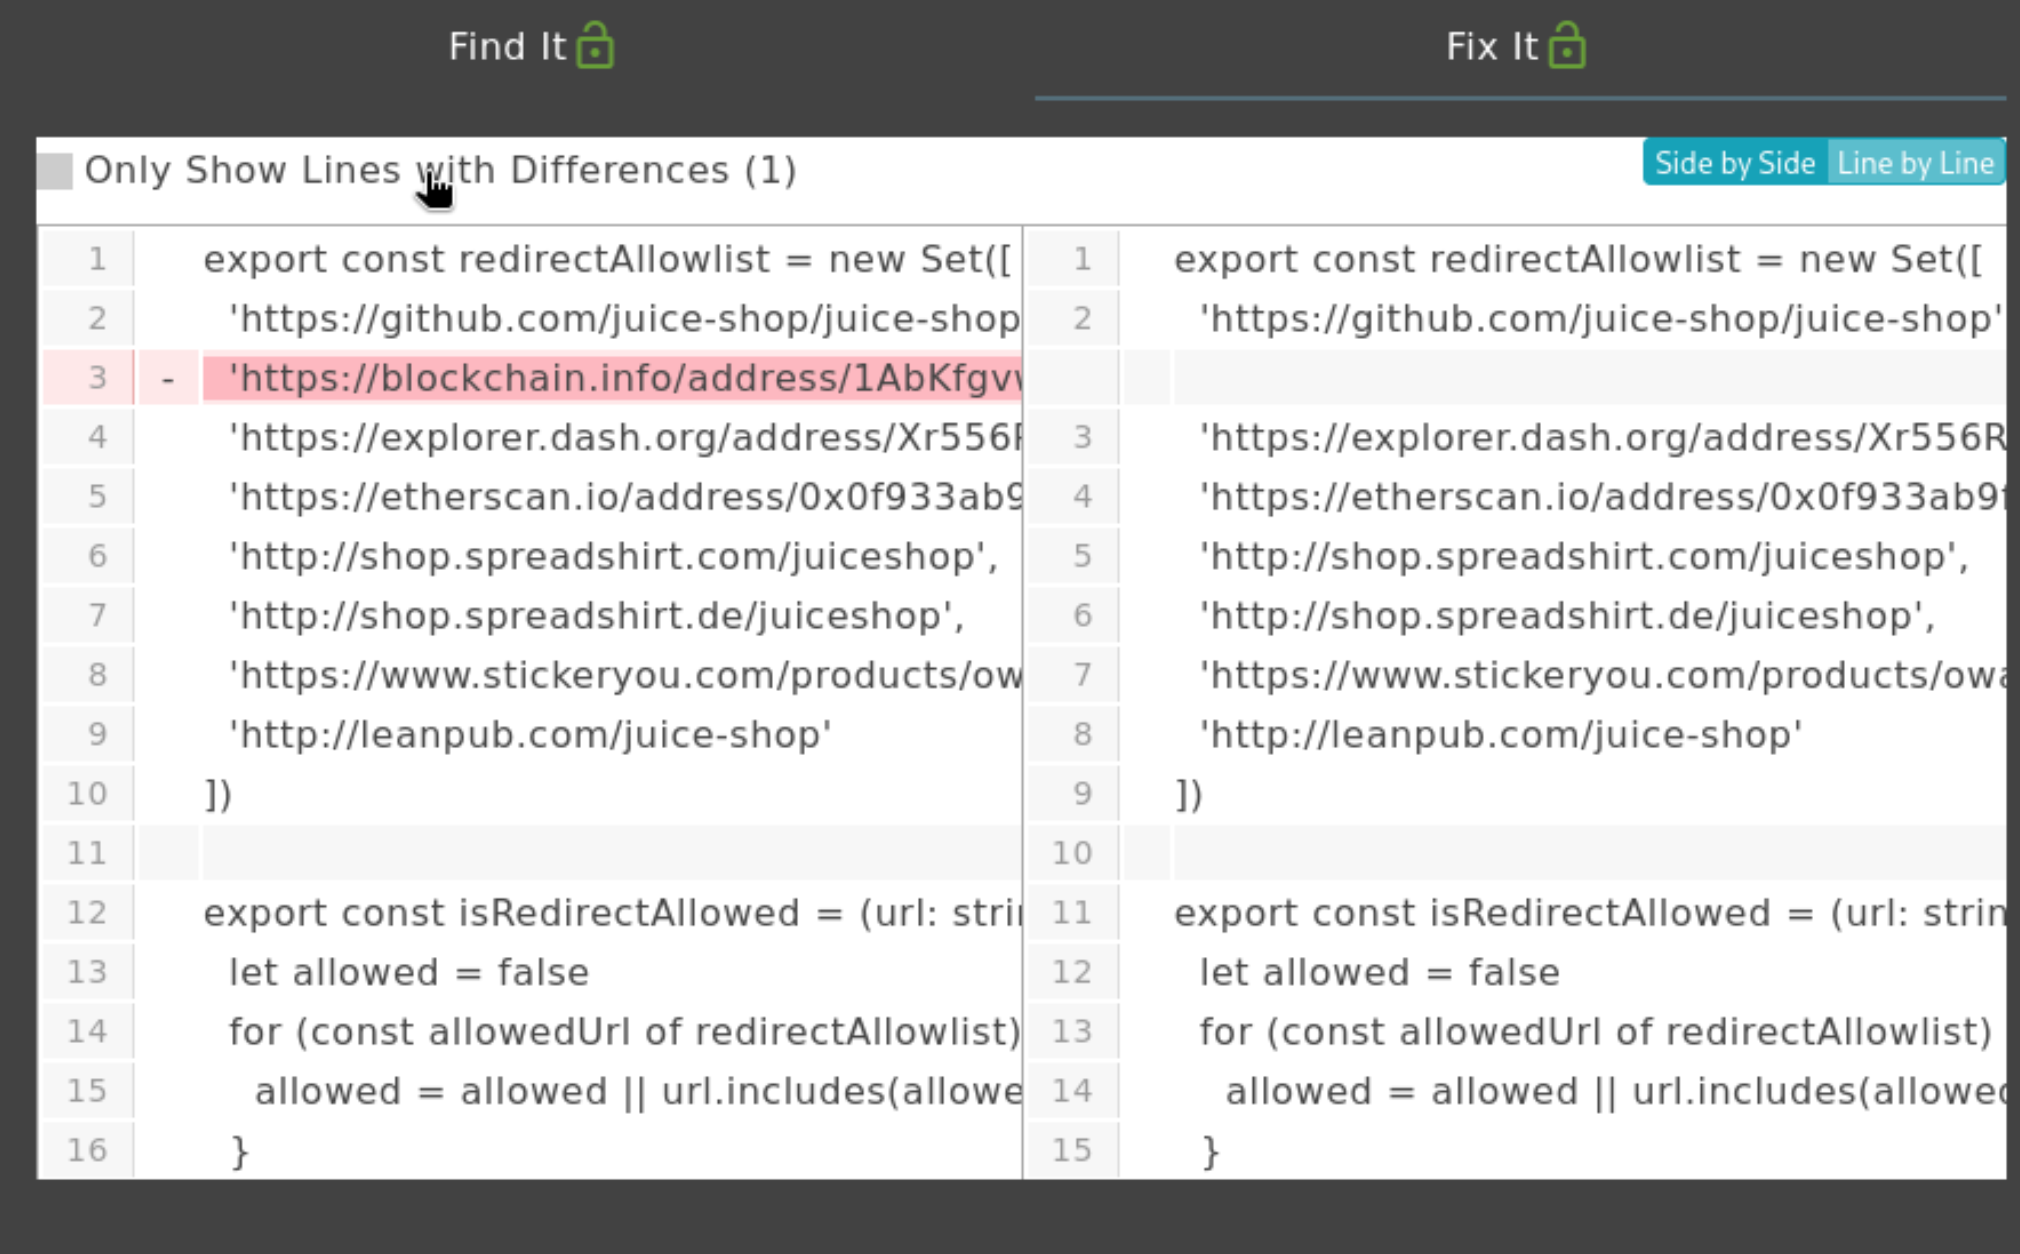 Find It
Fix It
Only Show Lines with Differences (1)
Side by Side Line by Line
1 export const redirectAllowlist = new Set([
2 'https://github.com/juice-shop/juice-shop
3 - 'https://blockchain.info/address/1AbKfgv
4 'https://explorer.dash.org/address/Xr556
5 'https://etherscan.io/address/0x0f933ab9
6 'http://shop.spreadshirt.com/juiceshop',
7 'http://shop.spreadshirt.de/juiceshop',
8 'https://www.stickeryou.com/products/ow
9 'http://leanpub.com/juice-shop'
10 ])
11
12 export const isRedirectAllowed = (url: stri
13 let allowed = false
14 for (const allowedUrl of redirectAllowlist)
15 allowed = allowed || url.includes(allowe
16 }
1 export const redirectAllowlist = new Set([
2 'https://github.com/juice-shop/juice-shop'
3 'https://explorer.dash.org/address/Xr556R
4 'https://etherscan.io/address/0x0f933ab9f
5 'http://shop.spreadshirt.com/juiceshop',
6 'http://shop.spreadshirt.de/juiceshop',
7 'https://www.stickeryou.com/products/owa
8 'http://leanpub.com/juice-shop'
9 ])
10
11 export const isRedirectAllowed = (url: strin
12 let allowed = false
13 for (const allowedUrl of redirectAllowlist)
14 allowed = allowed || url.includes(allowed
15 }